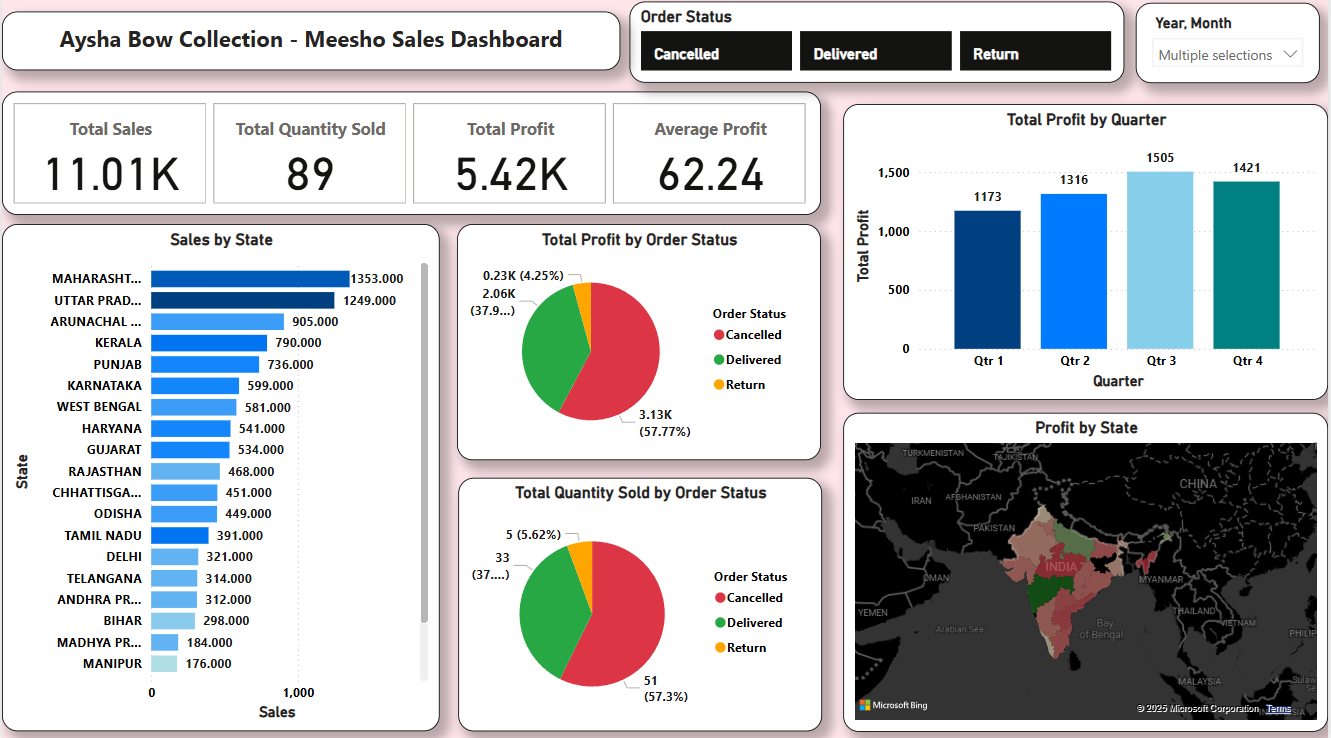 Aysha Bow Collection - Meesho Sales Dashboard
Order Status
Cancelled
Delivered
Return
Year, Month
Multiple selections
Total Sales
11.01K
Total Quantity Sold
89
Total Profit
5.42K
Average Profit
62.24
Sales by State
State
MAHARASHT... 1353.000
UTTAR PRAD... 1249.000
ARUNACHAL ... 905.000
KERALA 790.000
PUNJAB 736.000
KARNATAKA 599.000
WEST BENGAL 581.000
HARYANA 541.000
GUJARAT 534.000
RAJASTHAN 468.000
CHHATTISGA... 451.000
ODISHA 449.000
TAMIL NADU 391.000
DELHI 321.000
TELANGANA 314.000
ANDHRA PR... 312.000
BIHAR 298.000
MADHYA PR... 184.000
MANIPUR 176.000
0 1,000
Sales
Total Profit by Order Status
0.23K (4.25%)
2.06K
(37.9...)
3.13K
(57.77%)
Order Status
Cancelled
Delivered
Return
Total Quantity Sold by Order Status
5 (5.62%)
33
(37....)
51
(57.3%)
Order Status
Cancelled
Delivered
Return
Total Profit by Quarter
Total Profit
1,500
1,000
500
0
1173
1316
1505
1421
Qtr 1 Qtr 2 Qtr 3 Qtr 4
Quarter
Profit by State
TURKMENISTAN
TAJIKISTAN
CHINA
IRAN
AFGHANISTAN
PAKISTAN
INDIA
OMAN
MYANMAR
YEMEN
THAILAND
VIETNAM
Arabian Sea
Bay
of Bengal
PHILIP
MALAYSIA
Sulaw
Se
INDONESIA
Microsoft Bing
© 2025 Microsoft Corporation Terms